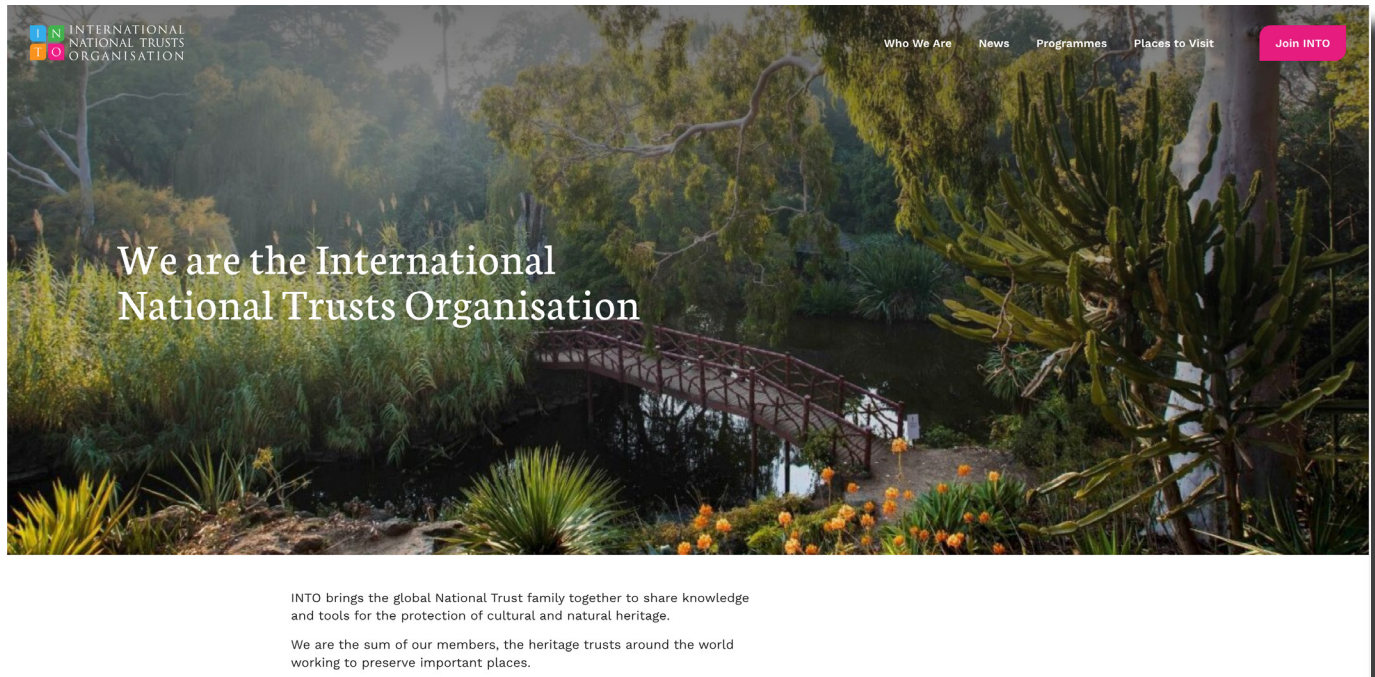 I N
T O
INTERNATIONAL
NATIONAL TRUSTS
ORGANISATION
Who We Are News Programmes Places to Visit Join INTO
We are the International
National Trusts Organisation
INTO brings the global National Trust family together to share knowledge
and tools for the protection of cultural and natural heritage.
We are the sum of our members, the heritage trusts around the world
working to preserve important places.